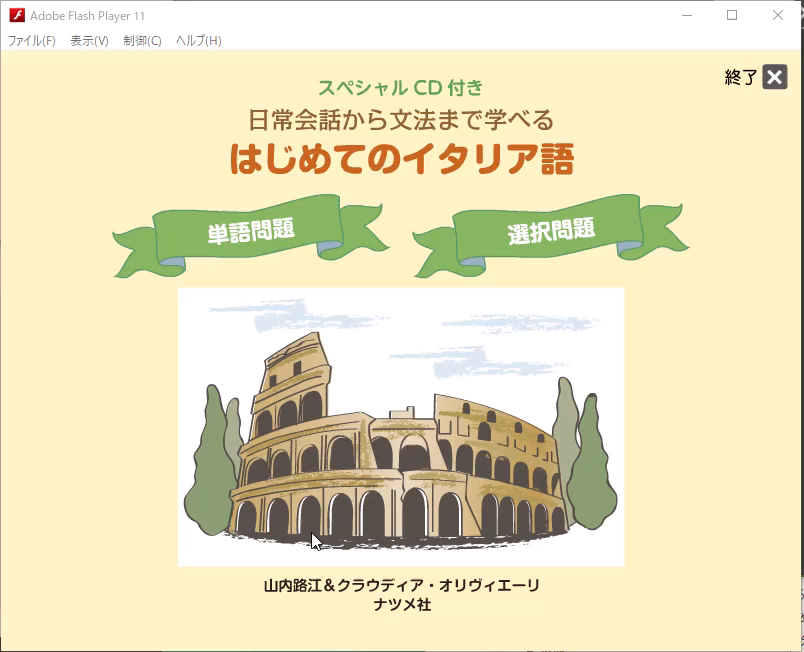 Adobe Flash Player 11
ファイル(F) 表示(V) 制御(C) ヘルプ(H)
終了
スペシャル CD 付き
日常会話から文法まで学べる
はじめてのイタリア語
単語問題 選択問題
山内路江＆クラウディア・オリヴィエーリ
ナツメ社